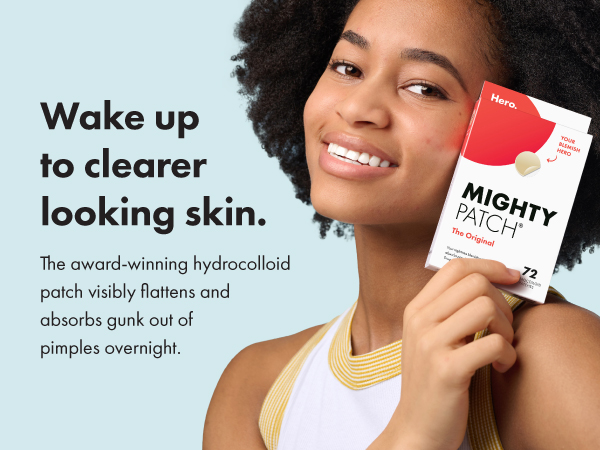 Wake up
to clearer
looking skin.
The award-winning hydrocolloid
patch visibly flattens and
absorbs gunk out of
pimples overnight.
Hero.
YOUR
BLEMISH
HERO
MIGHTY
PATCH®
The Original
72